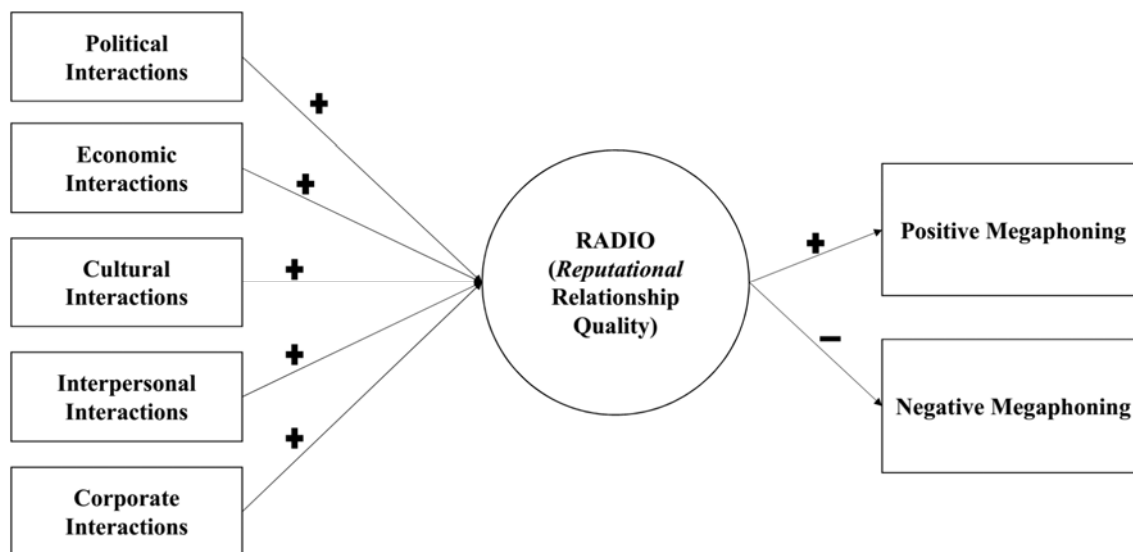 Political
Interactions
+
Economic
Interactions
+
Cultural
Interactions
+
Interpersonal
Interactions
+
Corporate
Interactions
+
RADIO
(Reputational
Relationship
Quality)
+
Positive Megaphoning
−
Negative Megaphoning